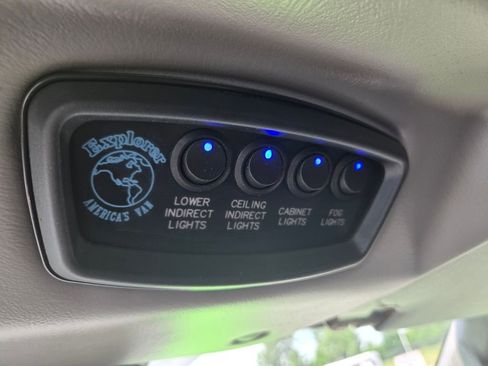 Explorer
AMERICA'S VAN
LOWER
INDIRECT
LIGHTS
CEILING
INDIRECT
LIGHTS
CABINET
LIGHTS
FOG
LIGHTS